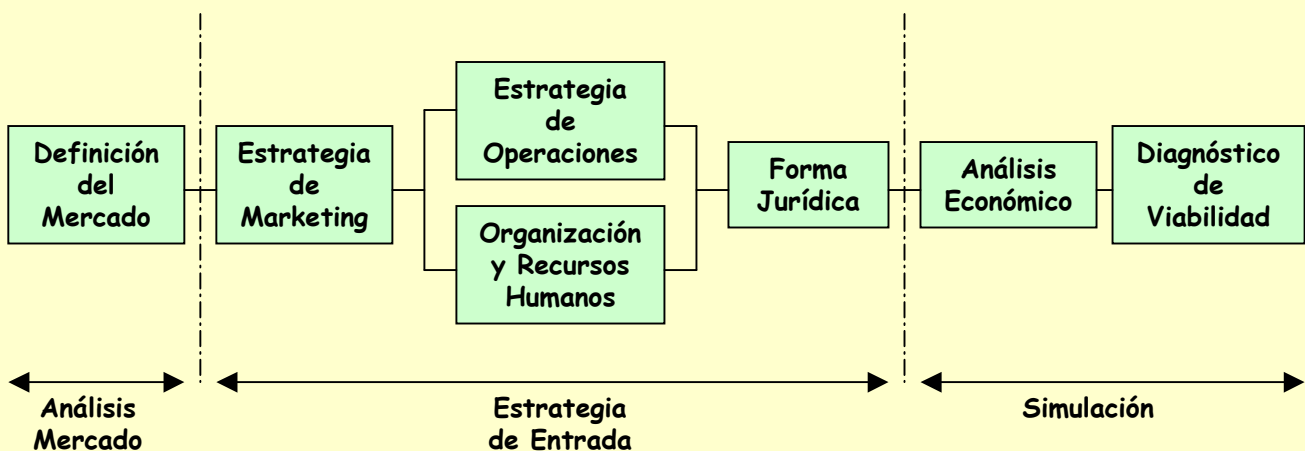 Definición
del
Mercado
Estrategia
de
Marketing
Estrategia
de
Operaciones
Organización
y Recursos
Humanos
Forma
Jurídica
Análisis
Económico
Diagnóstico
de
Viabilidad
Análisis
Mercado
Estrategia
de Entrada
Simulación